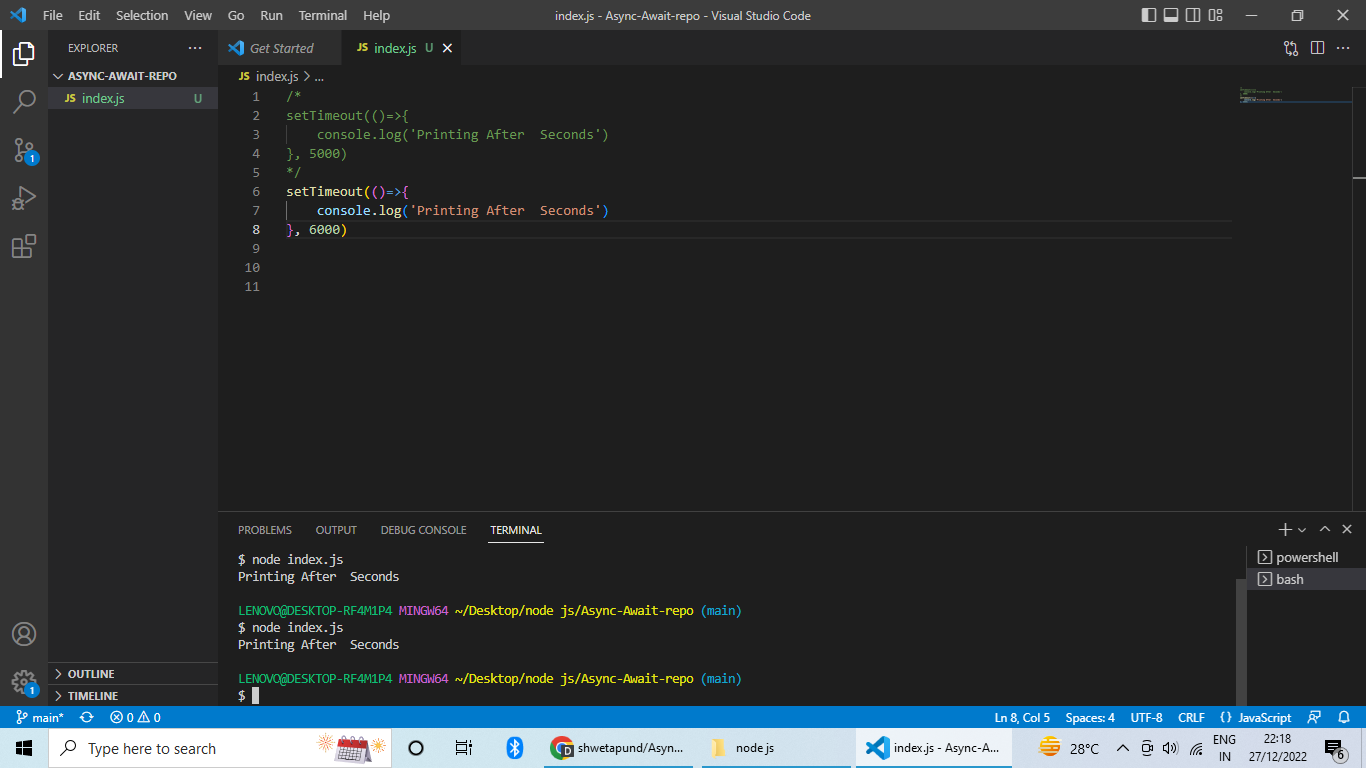 File Edit Selection View Go Run Terminal Help index.js - Async-Await-repo - Visual Studio Code
EXPLORER
Get Started
JS index.js U
ASYNC-AWAIT-REPO
JS index.js U
JS index.js > ...
1 /*
2 setTimeout(()=>{
3     console.log('Printing After  Seconds')
4 }, 5000)
5 */
6 setTimeout(()=>{
7     console.log('Printing After  Seconds')
8 }, 6000)
9
10
11
1
PROBLEMS OUTPUT DEBUG CONSOLE TERMINAL
$ node index.js
Printing After  Seconds
LENOVO@DESKTOP-RF4M1P4 MINGW64 ~/Desktop/node js/Async-Await-repo (main)
$ node index.js
Printing After  Seconds
LENOVO@DESKTOP-RF4M1P4 MINGW64 ~/Desktop/node js/Async-Await-repo (main)
$
powershell
bash
OUTLINE
TIMELINE
1
main* 0 0 Ln 8, Col 5 Spaces: 4 UTF-8 CRLF {} JavaScript
Type here to search
D shwetapund/Asyn...
node js
index.js - Async-A...
28°C
ENG
IN
22:18
27/12/2022
6